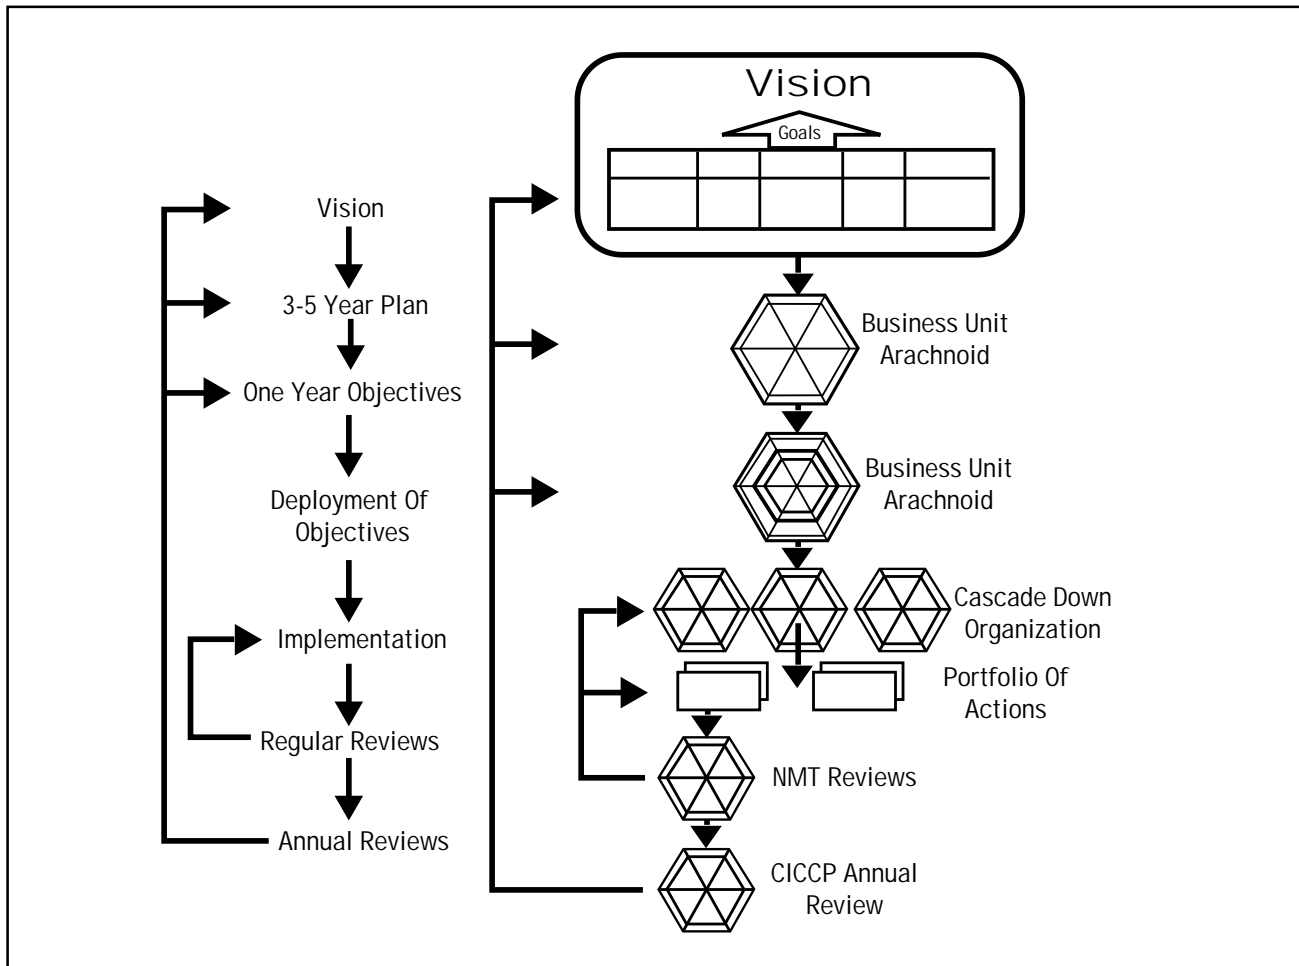 Vision
Goals
Vision
3-5 Year Plan
One Year Objectives
Deployment Of
Objectives
Implementation
Regular Reviews
Annual Reviews
Business Unit
Arachnoid
Business Unit
Arachnoid
Cascade Down
Organization
Portfolio Of
Actions
NMT Reviews
CICCP Annual
Review